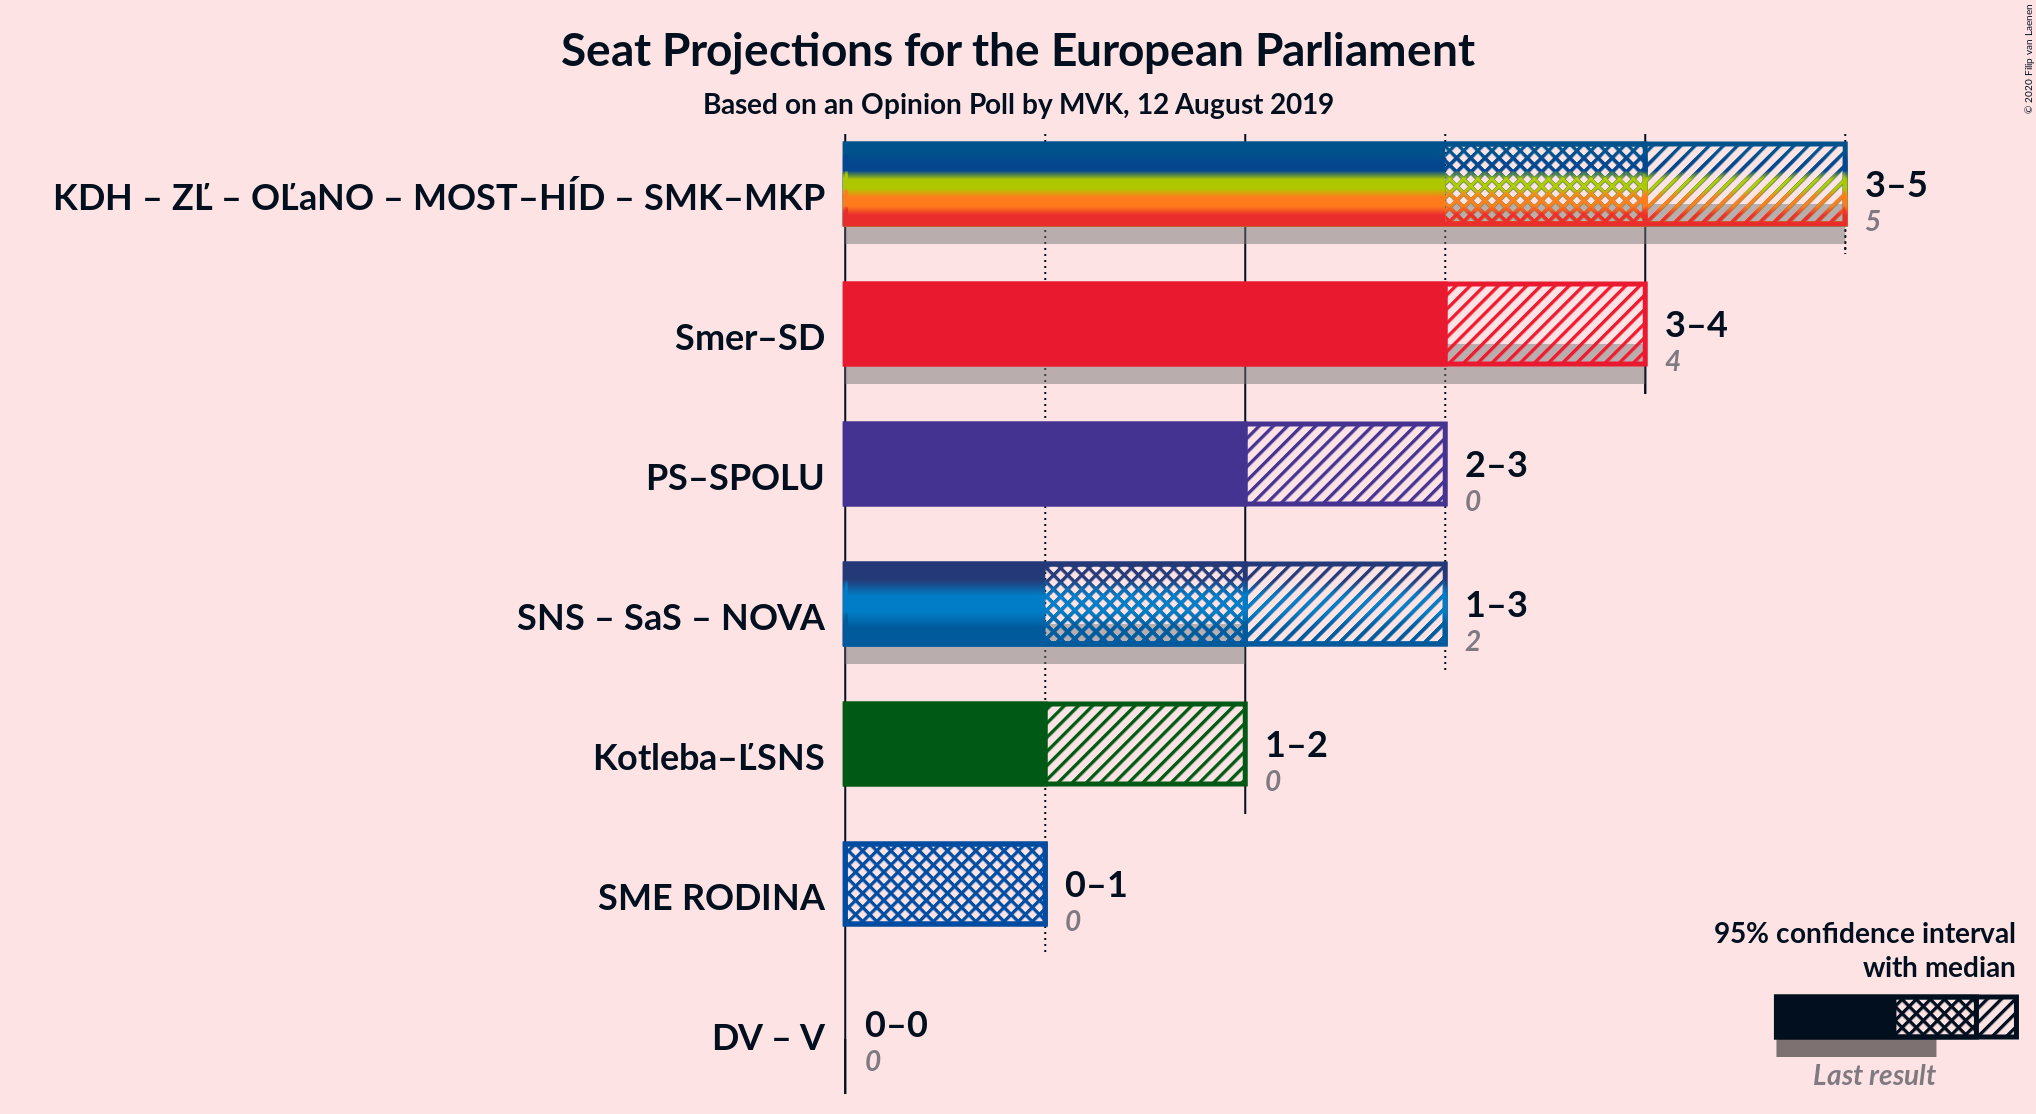 Seat Projections for the European Parliament
Based on an Opinion Poll by MVK, 12 August 2019
© 2020 Filip van Laenen
KDH – ZĽ – OĽaNO – MOST–HÍD – SMK–MKP
3–5
5
Smer–SD
3–4
4
PS–SPOLU
2–3
0
SNS – SaS – NOVA
1–3
2
Kotleba–ĽSNS
1–2
0
SME RODINA
0–1
0
DV – V
0–0
0
95% confidence interval
with median
Last result